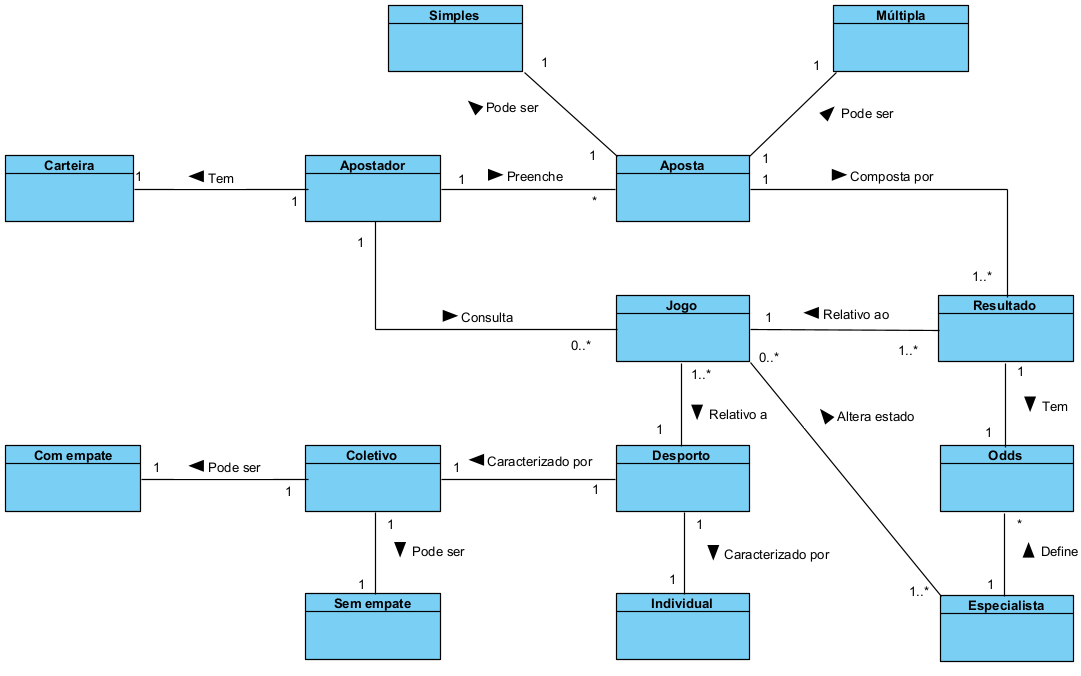 Simples
Múltipla
1
1
Pode ser
Pode ser
1
1
Carteira
Apostador
Aposta
1
Tem
1
1
Preenche
*
1
Composta por
1
1..*
Jogo
Resultado
Consulta
0..*
1
Relativo ao
1..*
1..*
0..*
1
Relativo a
Altera estado
Tem
1
1
Com empate
Coletivo
Desporto
Odds
1
Pode ser
1
1
Caracterizado por
1
1
1
*
Pode ser
Caracterizado por
Define
1
1
1..*
1
Sem empate
Individual
Especialista